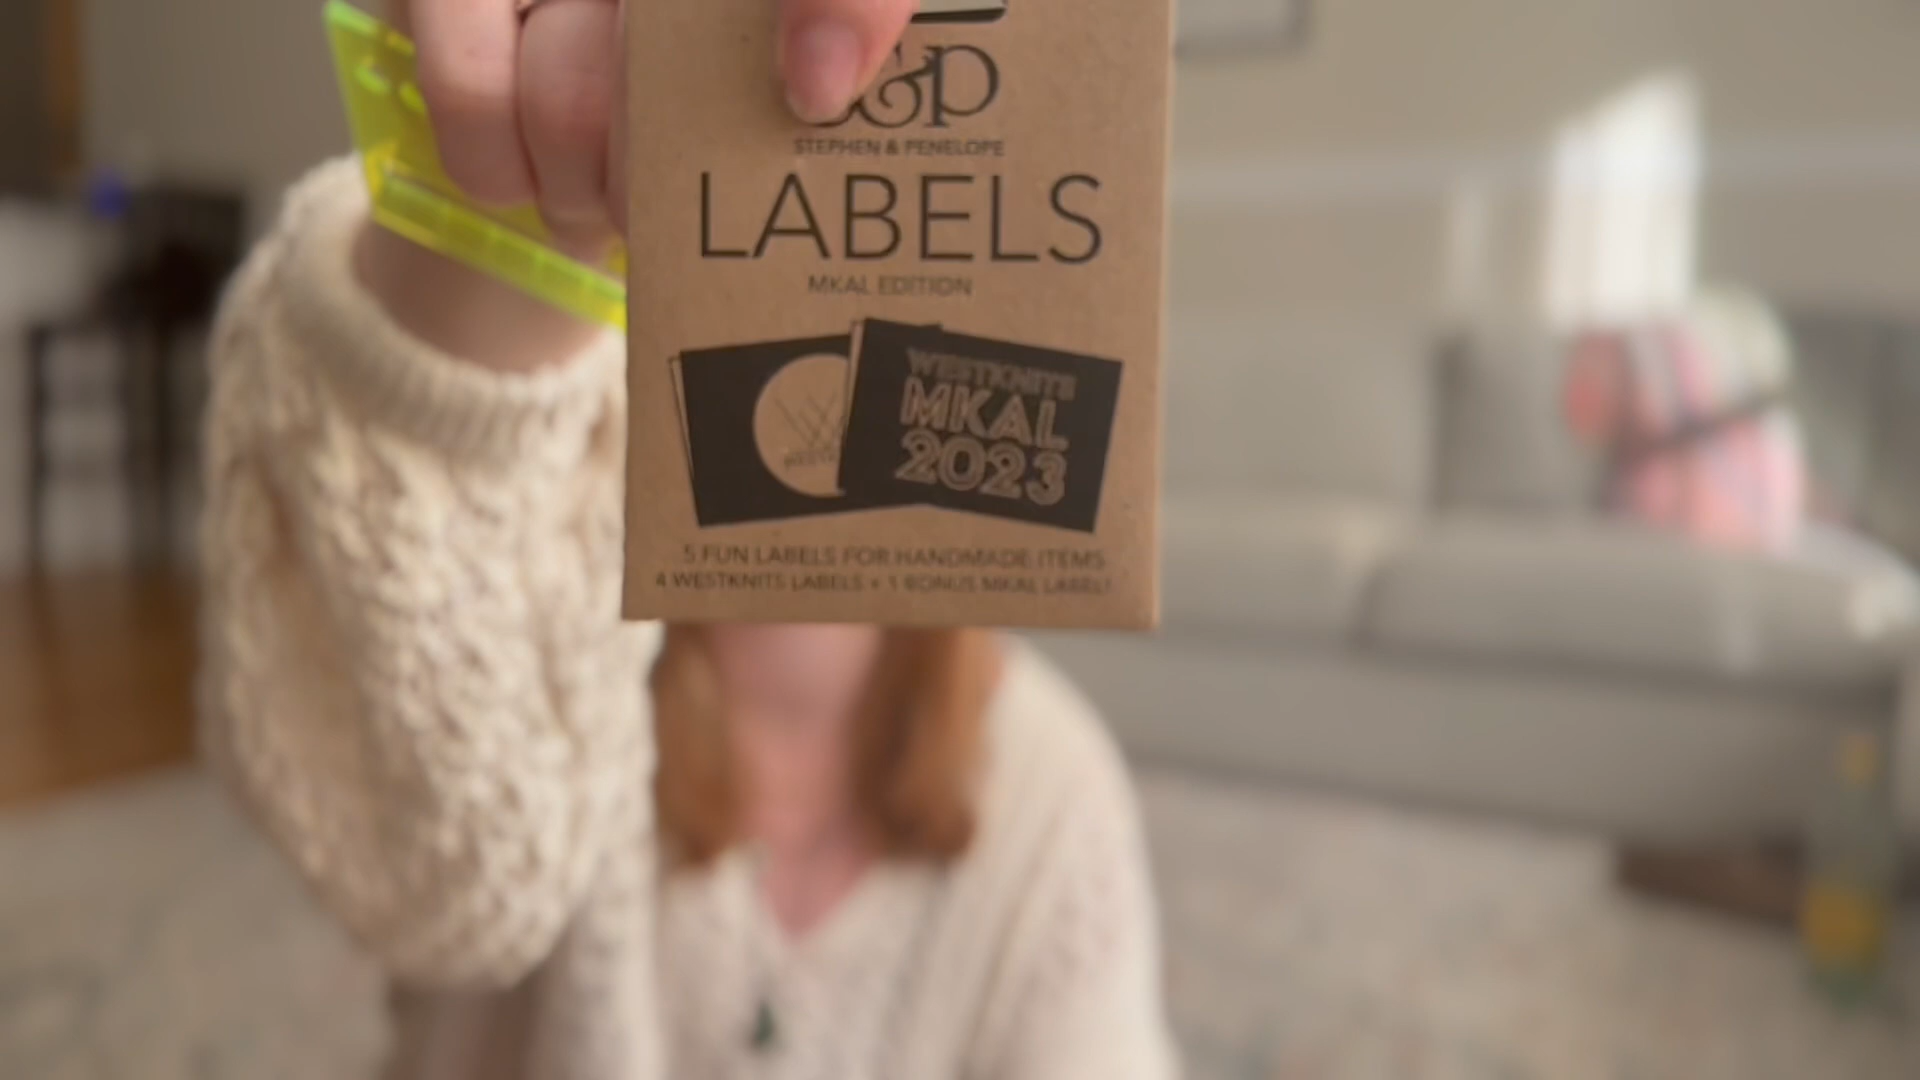 &p
STEPHEN & PENELOPE
LABELS
MKAL EDITION
WESTKNITS
MKAL
2023
5 FUN LABELS FOR HANDMADE ITEMS
4 WESTKNITS LABELS + 1 BONUS MKAL LABEL!